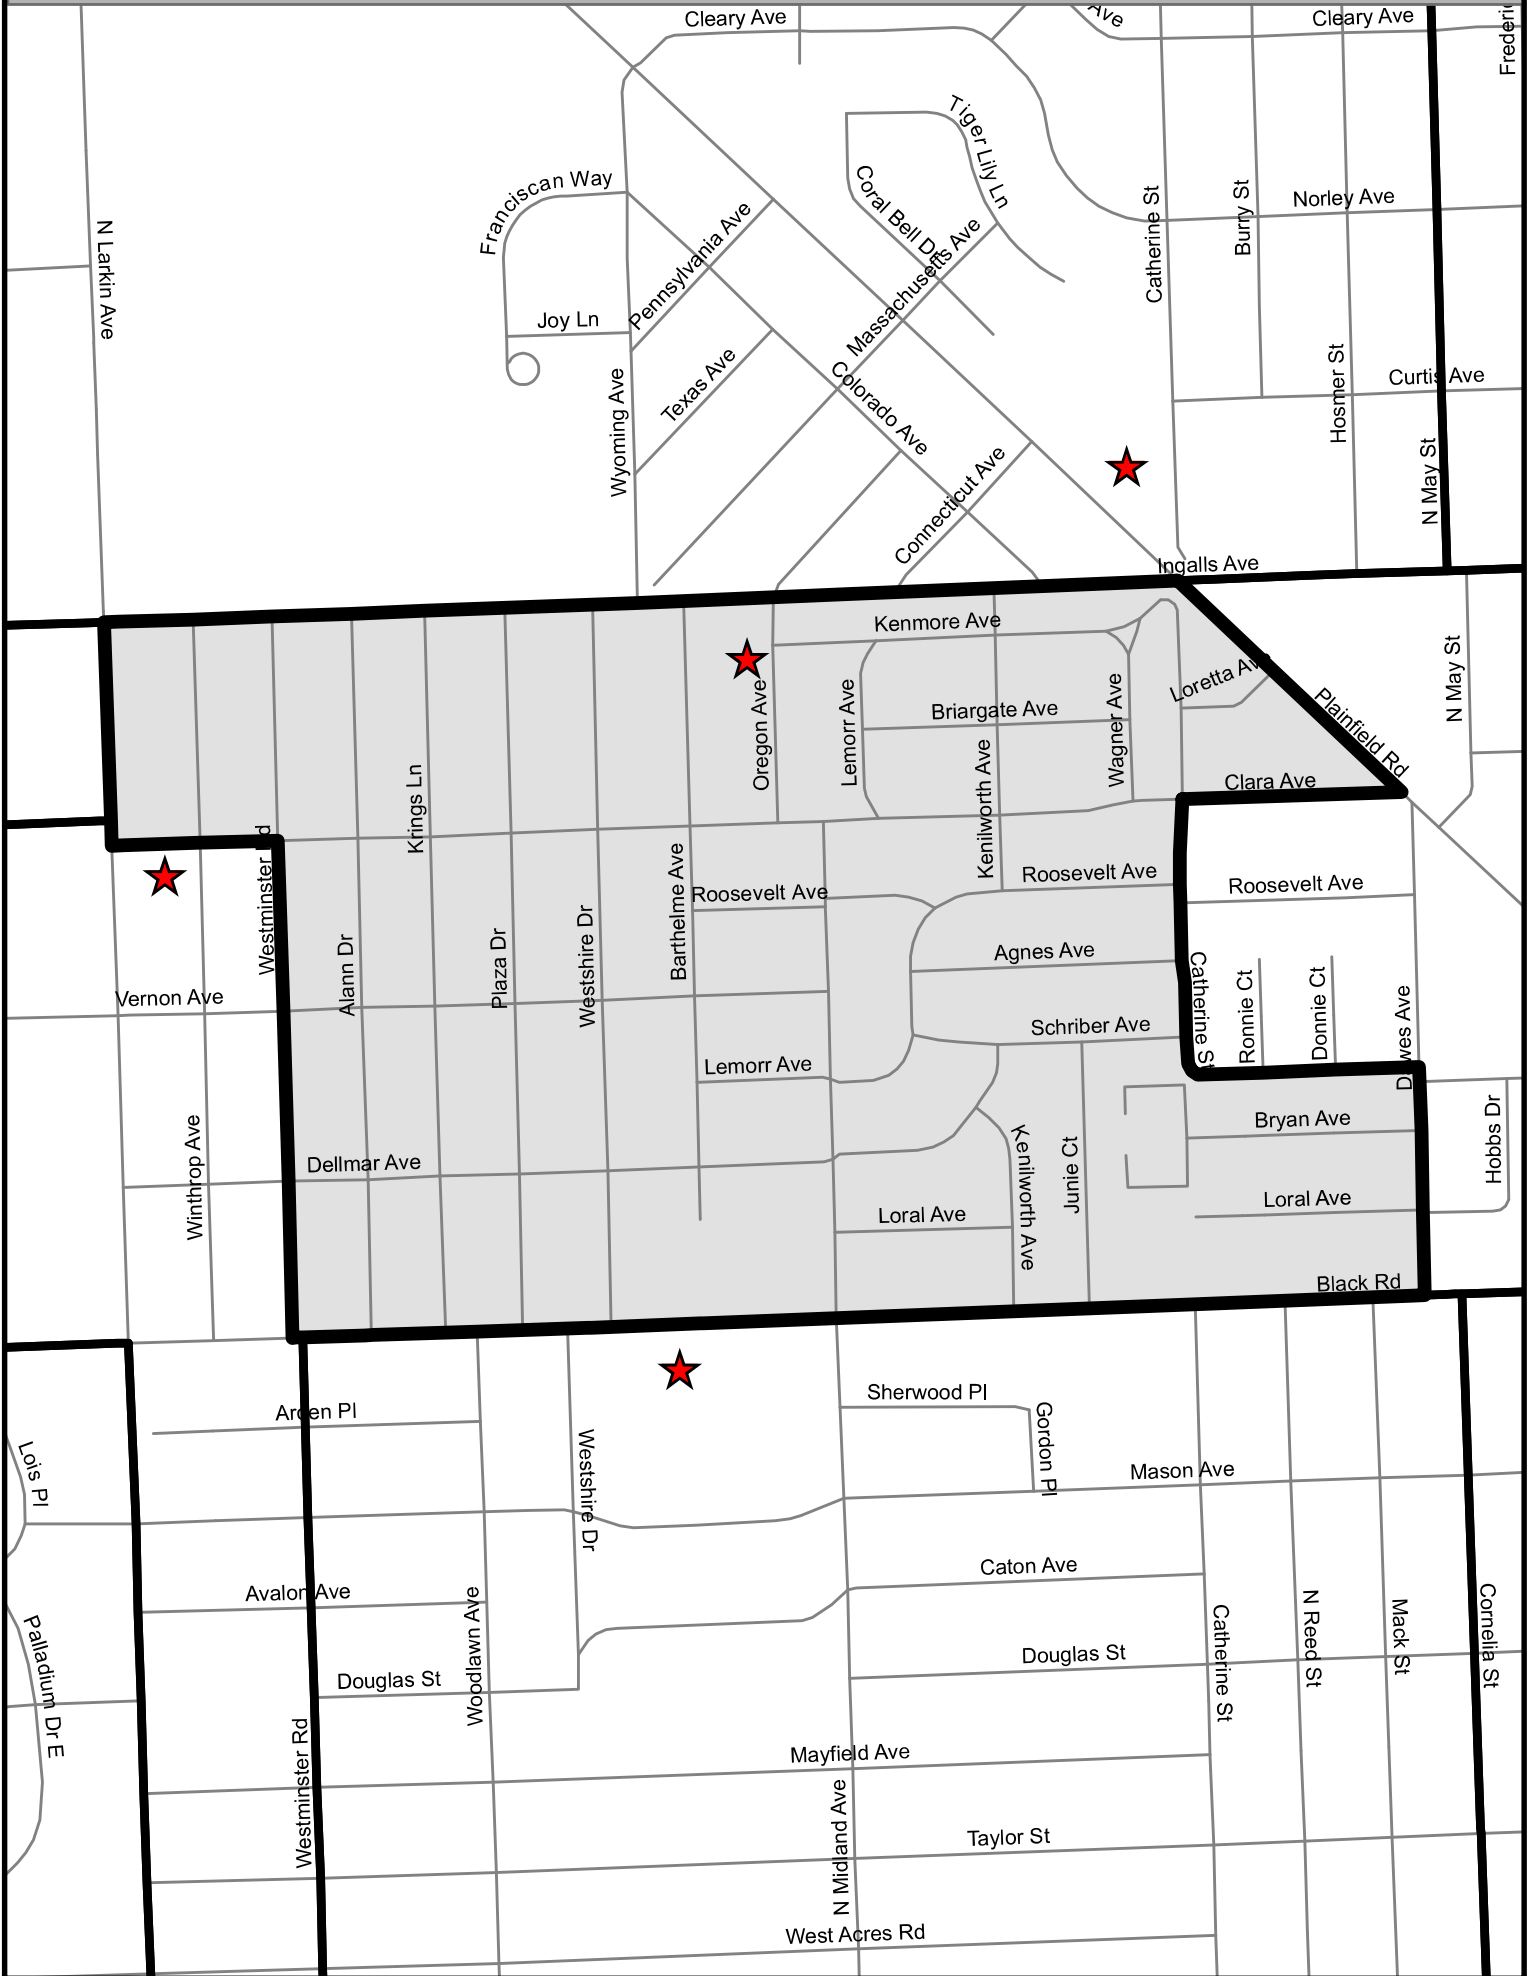 Cleary Ave
Ave
Cleary Ave
Frederic
Tiger Lily Ln
Franciscan Way
Coral Bell Dr
Norley Ave
Catherine St
Burry St
N Larkin Ave
Pennsylvania Ave
Massachusetts Ave
Joy Ln
Texas Ave
Wyoming Ave
Colorado Ave
Hosmer St
Curtis Ave
N May St
Connecticut Ave
Ingalls Ave
Kenmore Ave
N May St
Loretta Ave
Oregon Ave
Lemorr Ave
Briargate Ave
Wagner Ave
Plainfield Rd
Krings Ln
Kenilworth Ave
Clara Ave
Westminster Rd
Barthelme Ave
Roosevelt Ave
Roosevelt Ave
Roosevelt Ave
Alann Dr
Plaza Dr
Westshire Dr
Agnes Ave
Vernon Ave
Catherine St
Ronnie Ct
Donnie Ct
Dawes Ave
Schriber Ave
Lemorr Ave
Winthrop Ave
Bryan Ave
Hobbs Dr
Dellmar Ave
Kenilworth Ave
Junie Ct
Loral Ave
Loral Ave
Black Rd
Sherwood Pl
Arden Pl
Gordon Pl
Lois Pl
Westshire Dr
Mason Ave
Caton Ave
Avalon Ave
Woodlawn Ave
Palladium Dr E
Catherine St
N Reed St
Mack St
Cornelia St
Douglas St
Douglas St
Westminster Rd
Mayfield Ave
N Midland Ave
Taylor St
West Acres Rd